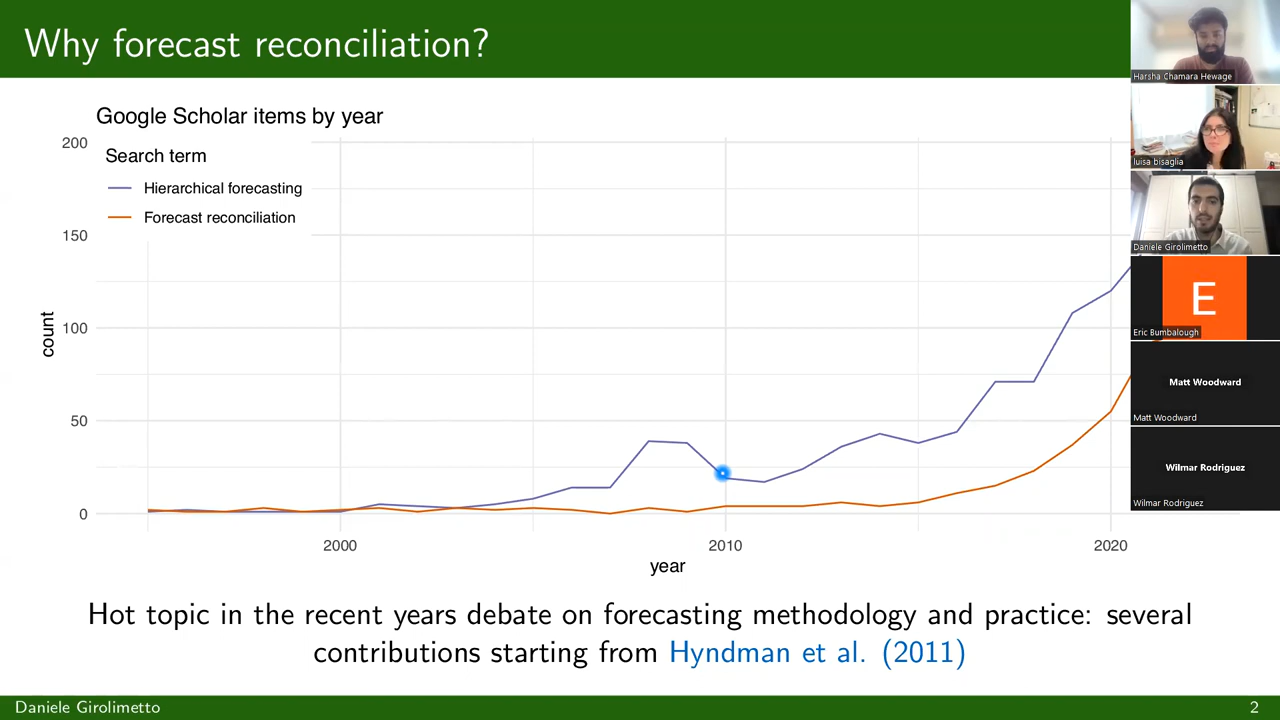 Why forecast reconciliation?
Google Scholar items by year
Search term
Hierarchical forecasting
Forecast reconciliation
200
150
100
50
0
count
2000
2010
2020
year
Hot topic in the recent years debate on forecasting methodology and practice: several
contributions starting from Hyndman et al. (2011)
Daniele Girolimetto
2
Harsha Chamara Hewage
luisa bisaglia
Daniele Girolimetto
E
Eric Bumbalough
Matt Woodward
Matt Woodward
Wilmar Rodriguez
Wilmar Rodriguez